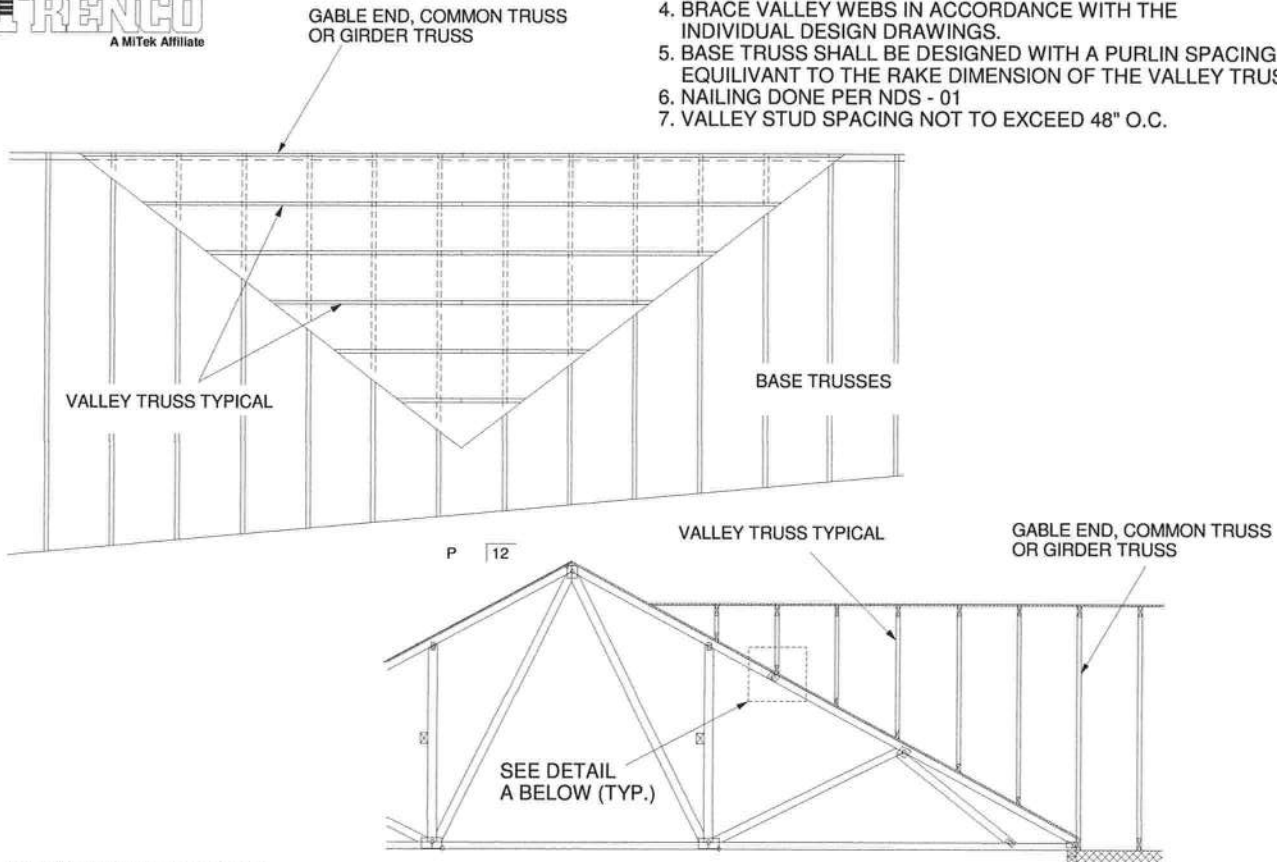 TRENCO
A MiTek Affiliate
GABLE END, COMMON TRUSS
OR GIRDER TRUSS
4. BRACE VALLEY WEBS IN ACCORDANCE WITH THE
INDIVIDUAL DESIGN DRAWINGS.
5. BASE TRUSS SHALL BE DESIGNED WITH A PURLIN SPACING
EQUILIVANT TO THE RAKE DIMENSION OF THE VALLEY TRUS
6. NAILING DONE PER NDS - 01
7. VALLEY STUD SPACING NOT TO EXCEED 48" O.C.
VALLEY TRUSS TYPICAL
BASE TRUSSES
P 12
VALLEY TRUSS TYPICAL
GABLE END, COMMON TRUSS
OR GIRDER TRUSS
SEE DETAIL
A BELOW (TYP.)